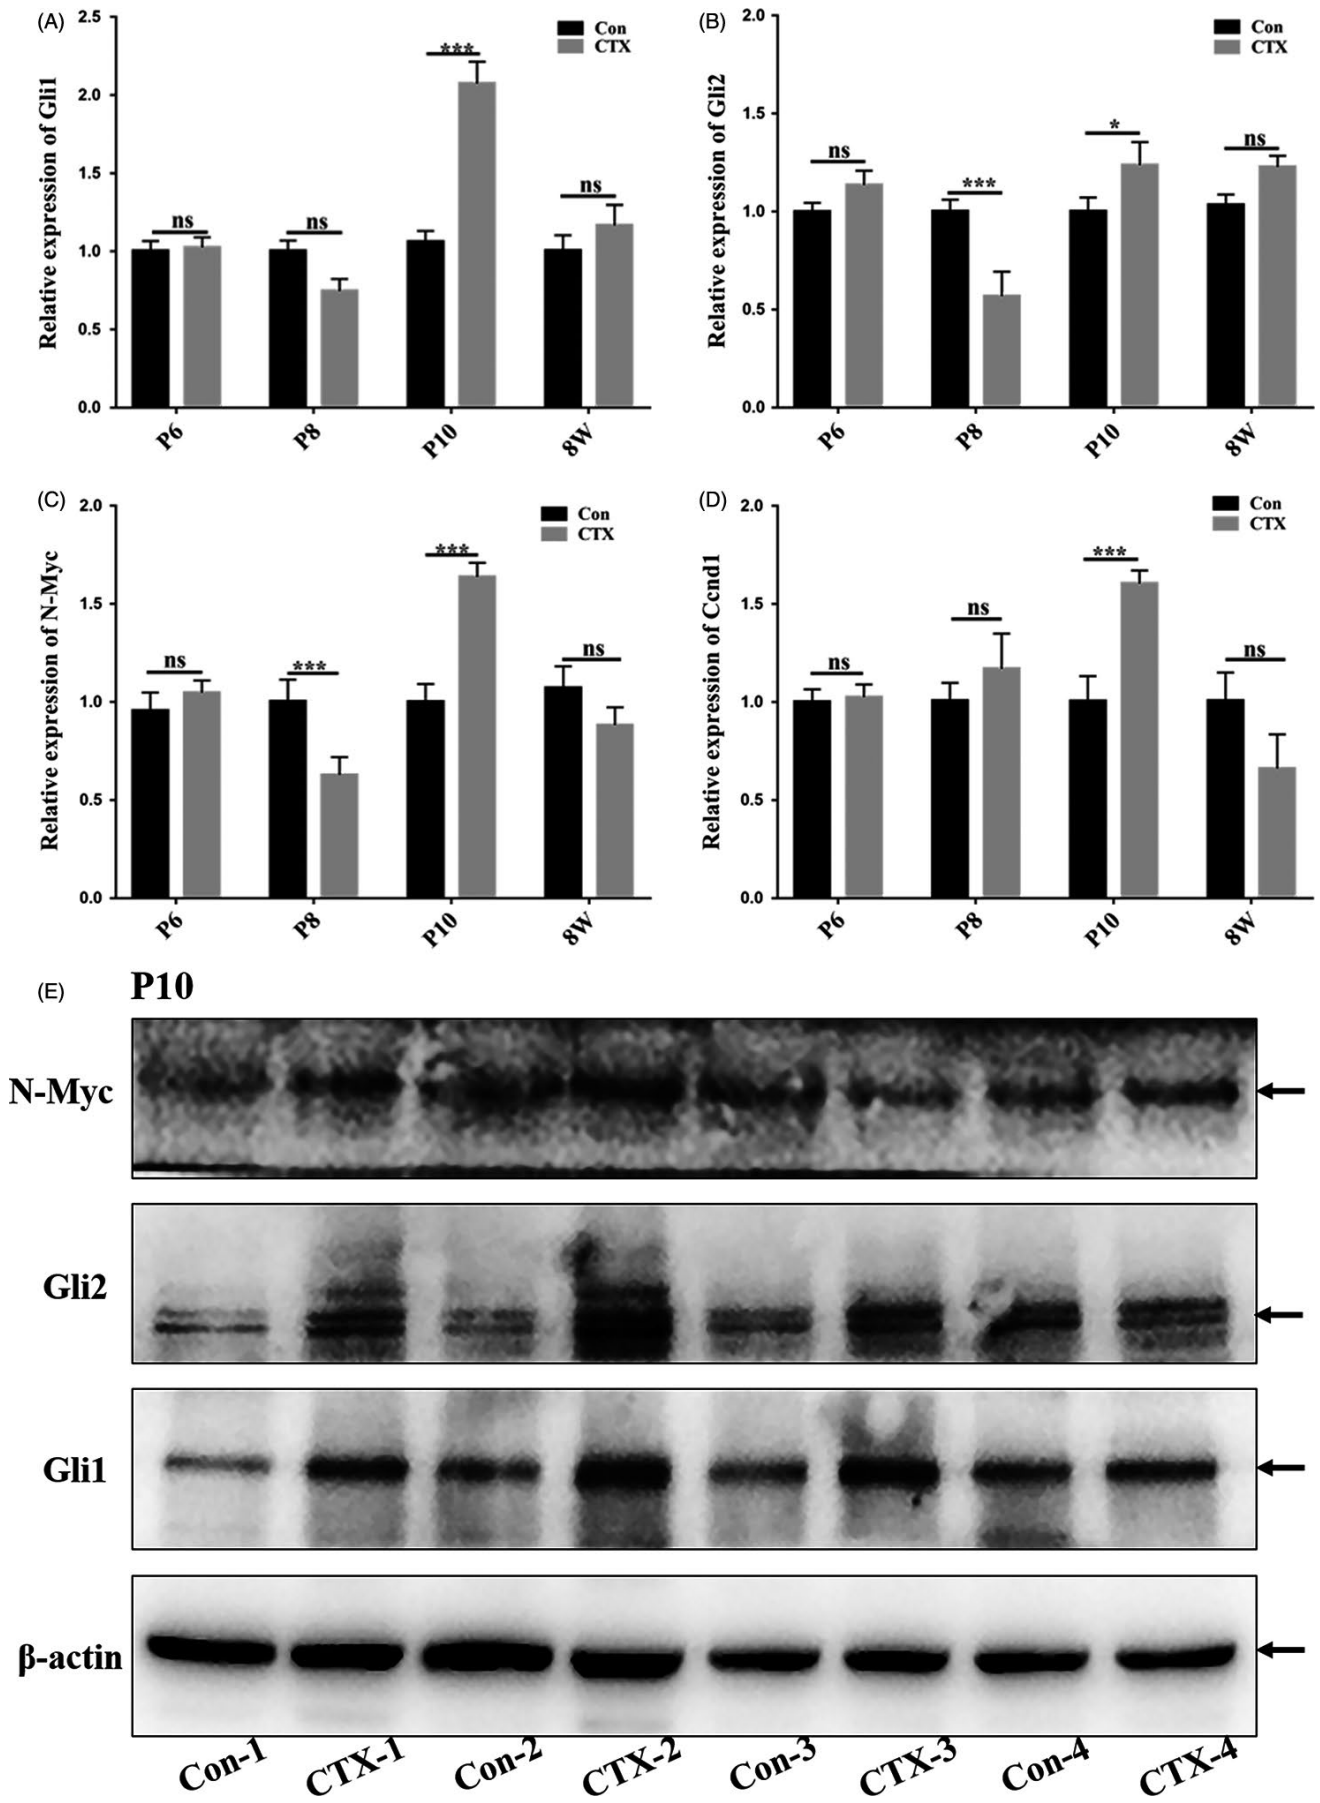 (A)
Relative expression of Gli1
2.5
2.0
1.5
1.0
0.5
0.0
Con
CTX
ns
ns
***
ns
P6
P8
P10
8W
(B)
Relative expression of Gli2
2.0
1.5
1.0
0.5
0.0
Con
CTX
ns
***
*
ns
P6
P8
P10
8W
(C)
Relative expression of N-Myc
2.0
1.5
1.0
0.5
0.0
Con
CTX
ns
***
***
ns
P6
P8
P10
8W
(D)
Relative expression of Ccnd1
2.0
1.5
1.0
0.5
0.0
Con
CTX
ns
ns
***
ns
P6
P8
P10
8W
(E)
P10
N-Myc
Gli2
Gli1
β-actin
Con-1 CTX-1 Con-2 CTX-2 Con-3 CTX-3 Con-4 CTX-4